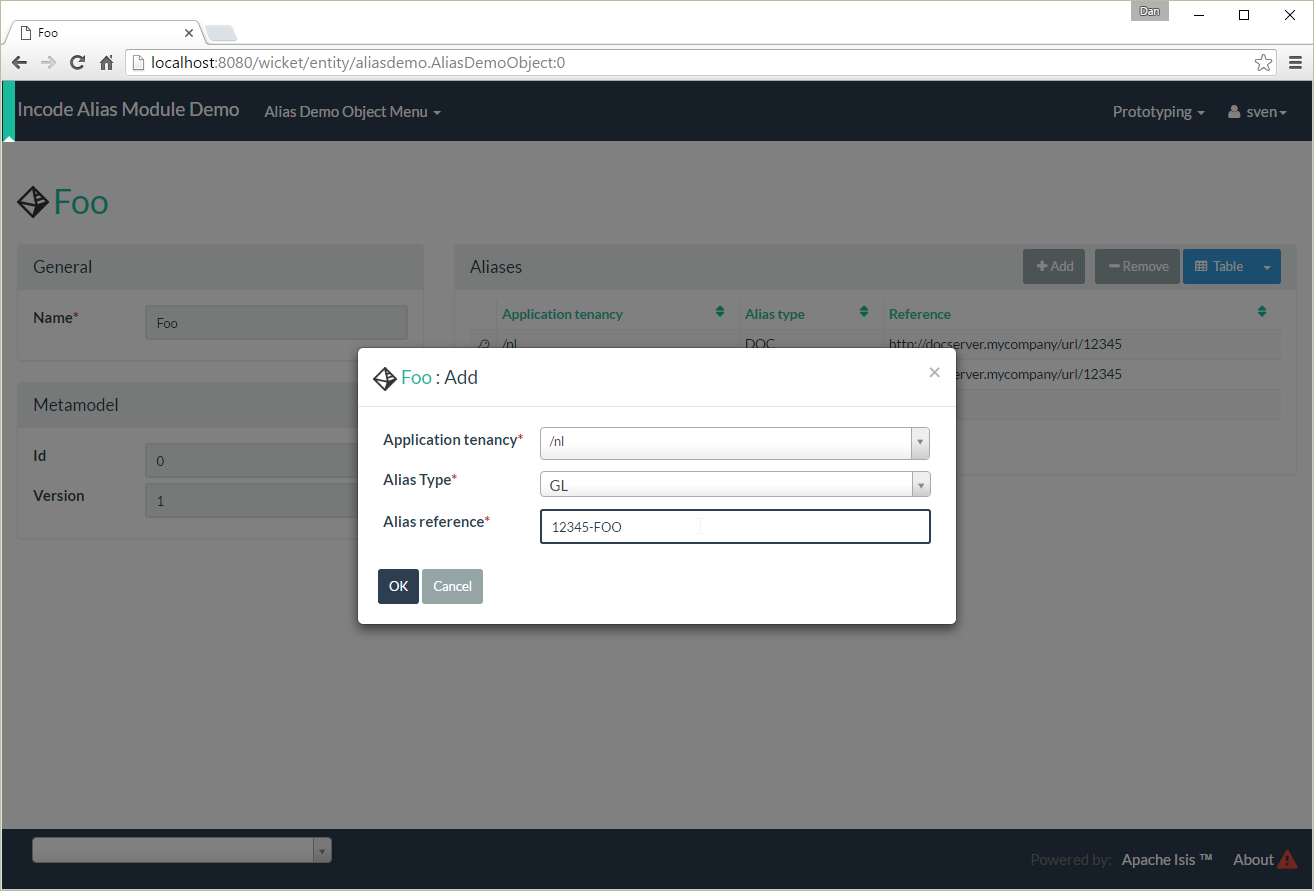 Dan
Foo
localhost:8080/wicket/entity/aliasdemo.AliasDemoObject:0
Incode Alias Module Demo Alias Demo Object Menu Prototyping sven
Foo
General
Name* Foo
Metamodel
Id 0
Version 1
Aliases Add Remove Table
Application tenancy Alias type Reference
/nl DOC http://docserver.mycompany/url/12345
erver.mycompany/url/12345
Foo : Add ×
Application tenancy* /nl
Alias Type* GL
Alias reference* 12345-FOO
OK Cancel
Powered by: Apache Isis ™ About